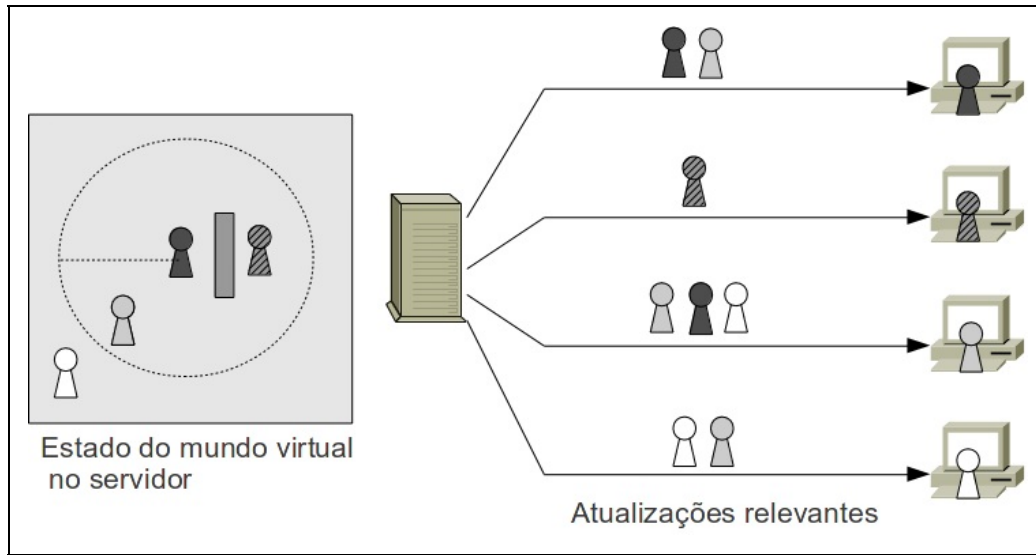 Estado do mundo virtual
no servidor
Atualizações relevantes